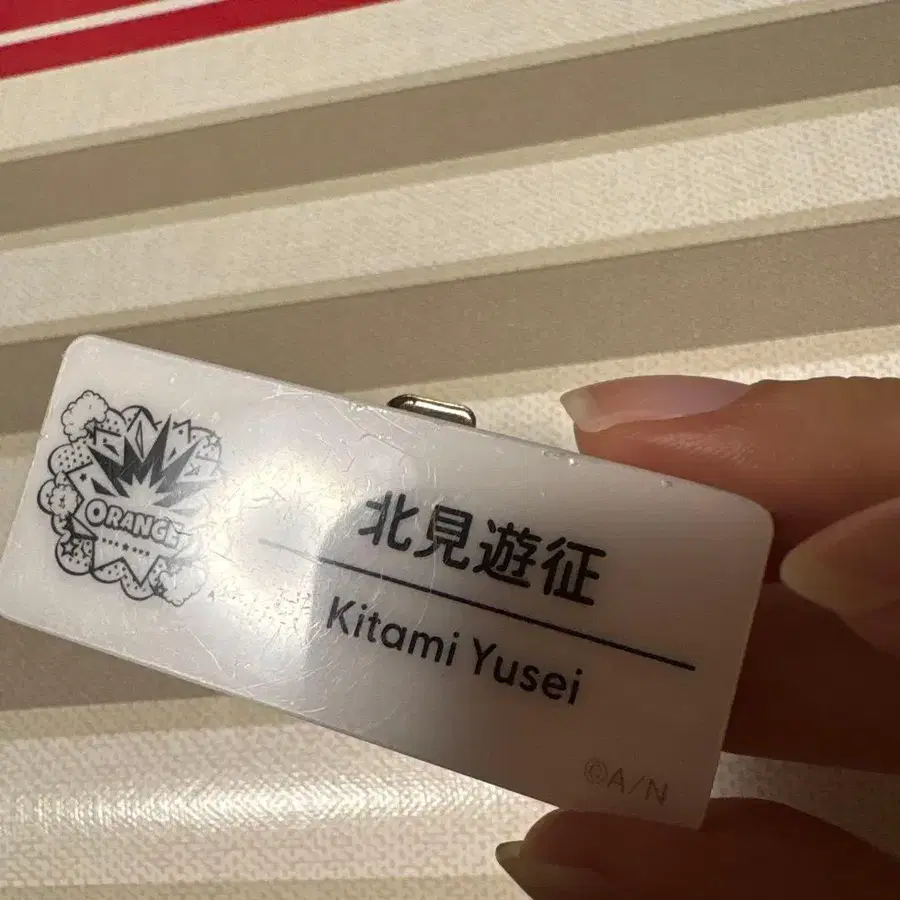 ORANGE
北見遊征
Kitami Yusei
©A/N